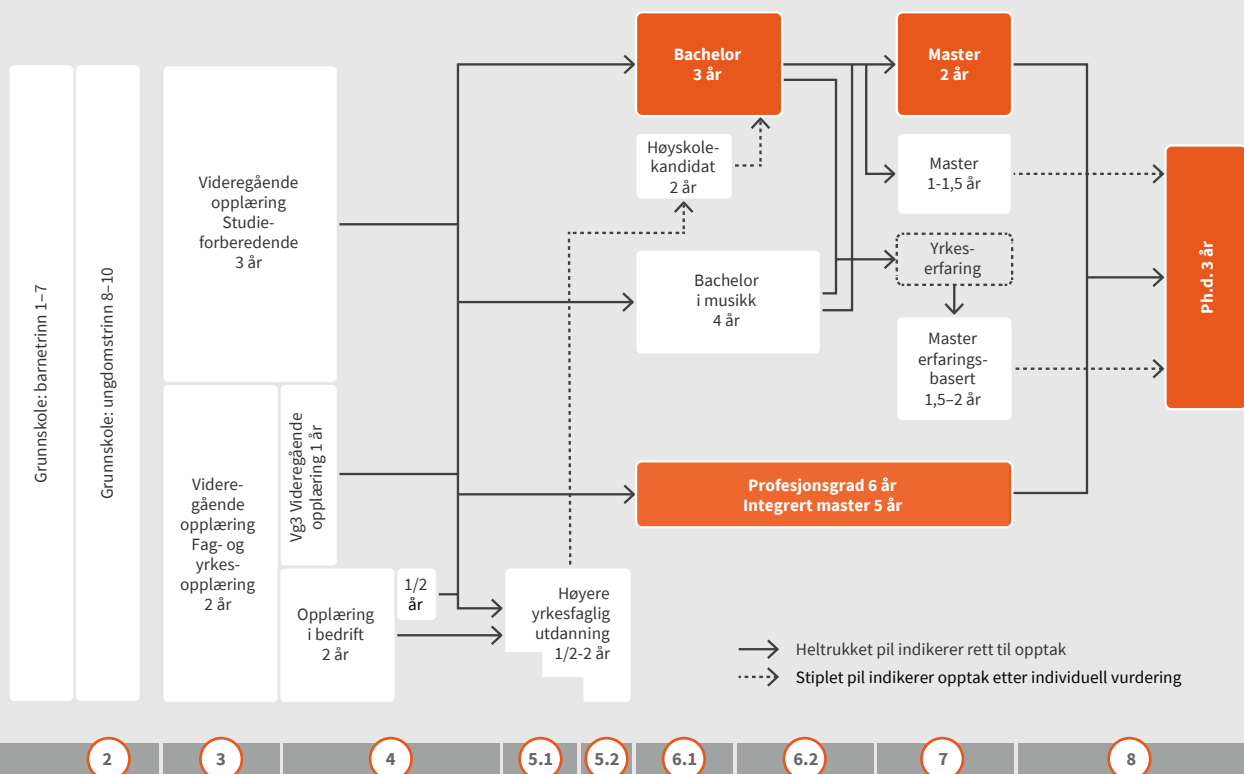 Grunnskole: barnetrinn 1–7
Grunnskole: ungdomstrinn 8–10
Videregående
opplæring
Studie-
forberedende
3 år
Videre-
gående
opplæring
Fag- og
yrkes-
opplæring
2 år
Vg3 Videregående
opplæring 1 år
Opplæring
i bedrift
2 år
1/2
år
Høyere
yrkesfaglig
utdanning
1/2-2 år
Bachelor
3 år
Høyskole-
kandidat
2 år
Bachelor
i musikk
4 år
Profesjonsgrad 6 år
Integrert master 5 år
Master
2 år
Master
1-1,5 år
Yrkes-
erfaring
Master
erfarings-
basert
1,5–2 år
Ph.d. 3 år
Heltrukket pil indikerer rett til opptak
Stiplet pil indikerer opptak etter individuell vurdering
2 3 4 5.1 5.2 6.1 6.2 7 8